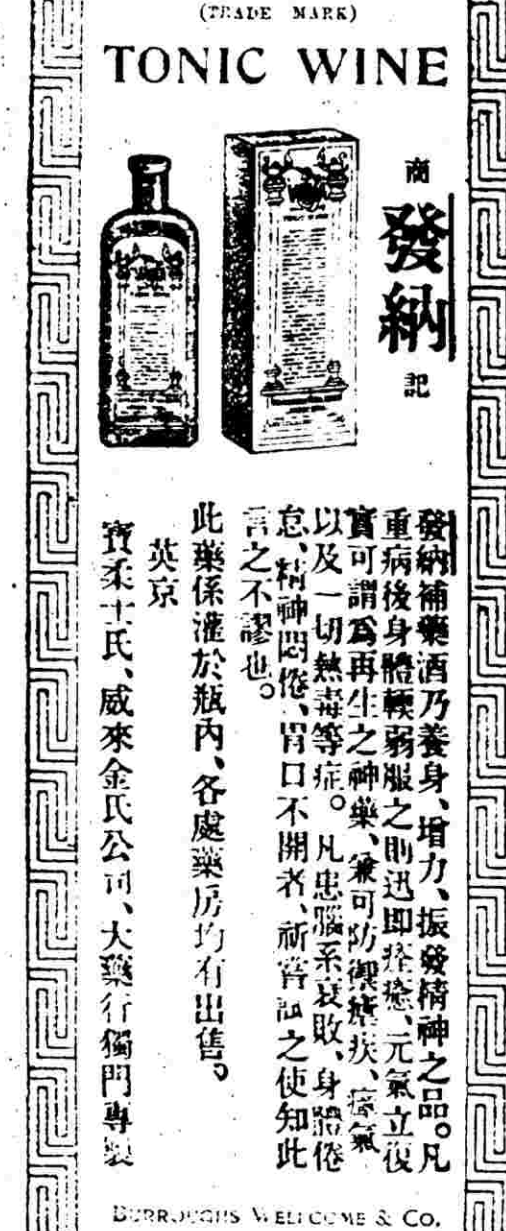 (TRADE MARK)
TONIC WINE
商
發納
記
發納補藥酒乃養身、增力、振發精神之品。凡
重病後身體輭弱服之則迅即痊癒、元氣立復
實可謂爲再生之神藥、兼可防禦瘧疾、瘴氣
以及一切熱毒等症。凡患腦系衰敗、身體倦
怠、精神悶倦、胃口不開者、祈嘗試之使知此
言之不謬也。
此藥係灌於瓶內、各處藥房均有出售。
英京
寶柔士氏、威來金氏公司、大藥行獨門專製
BURROUGHS WELLCOME & CO.